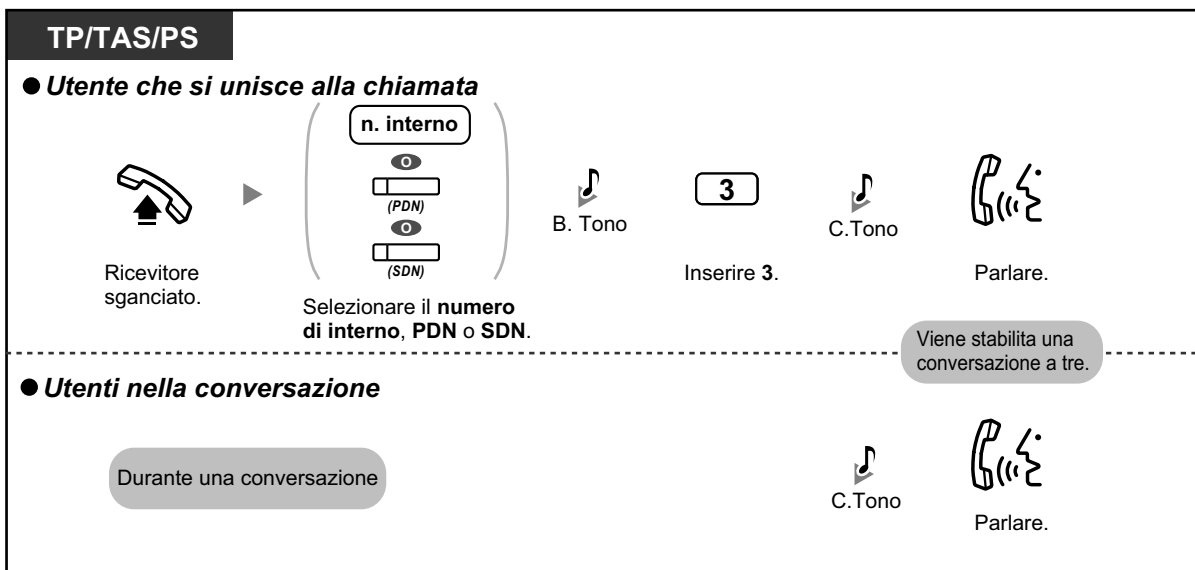 TP/TAS/PS
● Utente che si unisce alla chiamata
n. interno
O
(PDN)
O
(SDN)
Ricevitore
sganciato.
Selezionare il numero
di interno, PDN o SDN.
B. Tono
3
Inserire 3.
C.Tono
Parlare.
Viene stabilita una
conversazione a tre.
● Utenti nella conversazione
Durante una conversazione
C.Tono
Parlare.